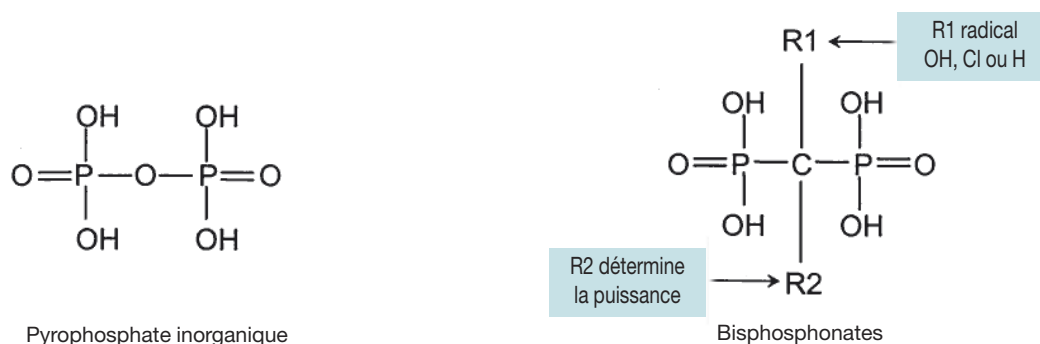 R1 radical
OH, Cl ou H
R1
OH OH
O=P—O—P=O
OH OH
OH OH
O=P—C—P=O
OH OH
R2 détermine
la puissance
R2
Pyrophosphate inorganique
Bisphosphonates